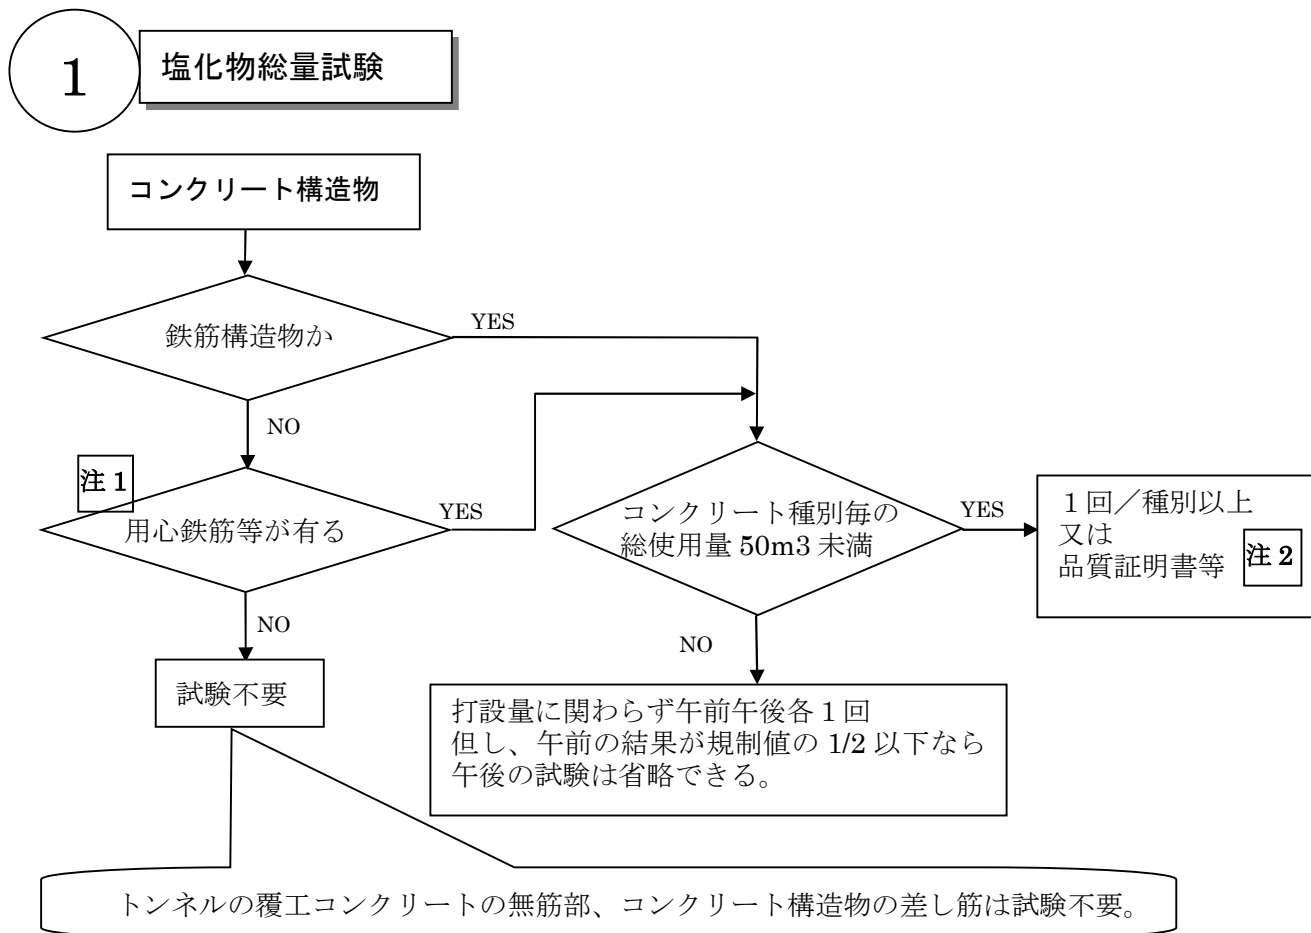 1
塩化物総量試験
コンクリート構造物
鉄筋構造物か
YES
NO
注 1
用心鉄筋等が有る
YES
NO
試験不要
コンクリート種別毎の
総使用量 50m3 未満
YES
NO
1 回／種別以上
又は
品質証明書等
注 2
打設量に関わらず午前午後各 1 回
但し、午前の結果が規制値の 1/2 以下なら
午後の試験は省略できる。
トンネルの覆工コンクリートの無筋部、コンクリート構造物の差し筋は試験不要。